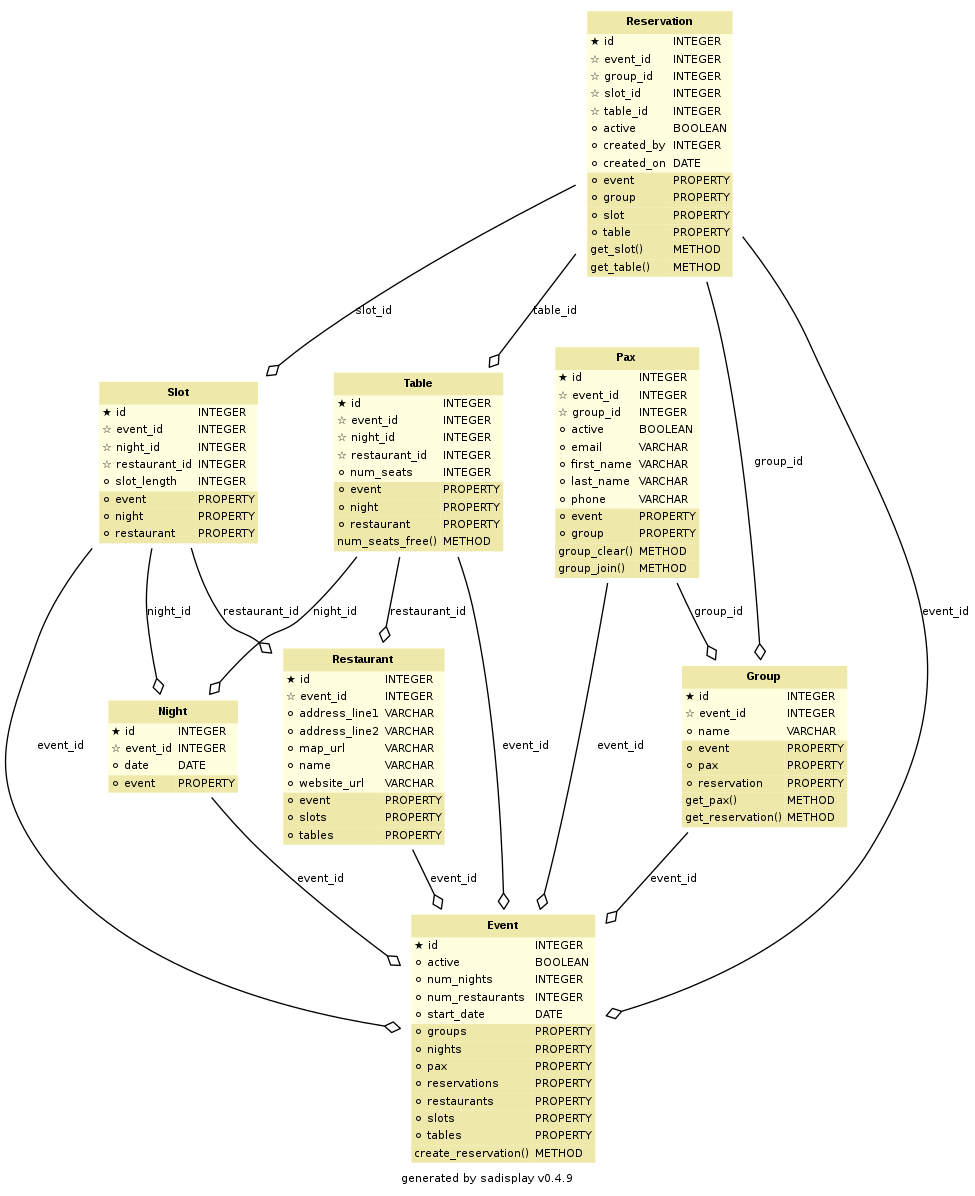 Reservation
★ id INTEGER
☆ event_id INTEGER
☆ group_id INTEGER
☆ slot_id INTEGER
☆ table_id INTEGER
⚬ active BOOLEAN
⚬ created_by INTEGER
⚬ created_on DATE
⚬ event PROPERTY
⚬ group PROPERTY
⚬ slot PROPERTY
⚬ table PROPERTY
get_slot() METHOD
get_table() METHOD
slot_id
table_id
Pax
★ id INTEGER
☆ event_id INTEGER
☆ group_id INTEGER
⚬ active BOOLEAN
⚬ email VARCHAR
⚬ first_name VARCHAR
⚬ last_name VARCHAR
⚬ phone VARCHAR
⚬ event PROPERTY
⚬ group PROPERTY
group_clear() METHOD
group_join() METHOD
Table
★ id INTEGER
☆ event_id INTEGER
☆ night_id INTEGER
☆ restaurant_id INTEGER
⚬ num_seats INTEGER
⚬ event PROPERTY
⚬ night PROPERTY
⚬ restaurant PROPERTY
num_seats_free() METHOD
Slot
★ id INTEGER
☆ event_id INTEGER
☆ night_id INTEGER
☆ restaurant_id INTEGER
⚬ slot_length INTEGER
⚬ event PROPERTY
⚬ night PROPERTY
⚬ restaurant PROPERTY
group_id
night_id
restaurant_id
night_id
restaurant_id
group_id
event_id
Restaurant
★ id INTEGER
☆ event_id INTEGER
⚬ address_line1 VARCHAR
⚬ address_line2 VARCHAR
⚬ map_url VARCHAR
⚬ name VARCHAR
⚬ website_url VARCHAR
⚬ event PROPERTY
⚬ slots PROPERTY
⚬ tables PROPERTY
Group
★ id INTEGER
☆ event_id INTEGER
⚬ name VARCHAR
⚬ event PROPERTY
⚬ pax PROPERTY
⚬ reservation PROPERTY
get_pax() METHOD
get_reservation() METHOD
Night
★ id INTEGER
☆ event_id INTEGER
⚬ date DATE
⚬ event PROPERTY
event_id
event_id
event_id
event_id
event_id
event_id
Event
★ id INTEGER
⚬ active BOOLEAN
⚬ num_nights INTEGER
⚬ num_restaurants INTEGER
⚬ start_date DATE
⚬ groups PROPERTY
⚬ nights PROPERTY
⚬ pax PROPERTY
⚬ reservations PROPERTY
⚬ restaurants PROPERTY
⚬ slots PROPERTY
⚬ tables PROPERTY
create_reservation() METHOD
generated by sadisplay v0.4.9